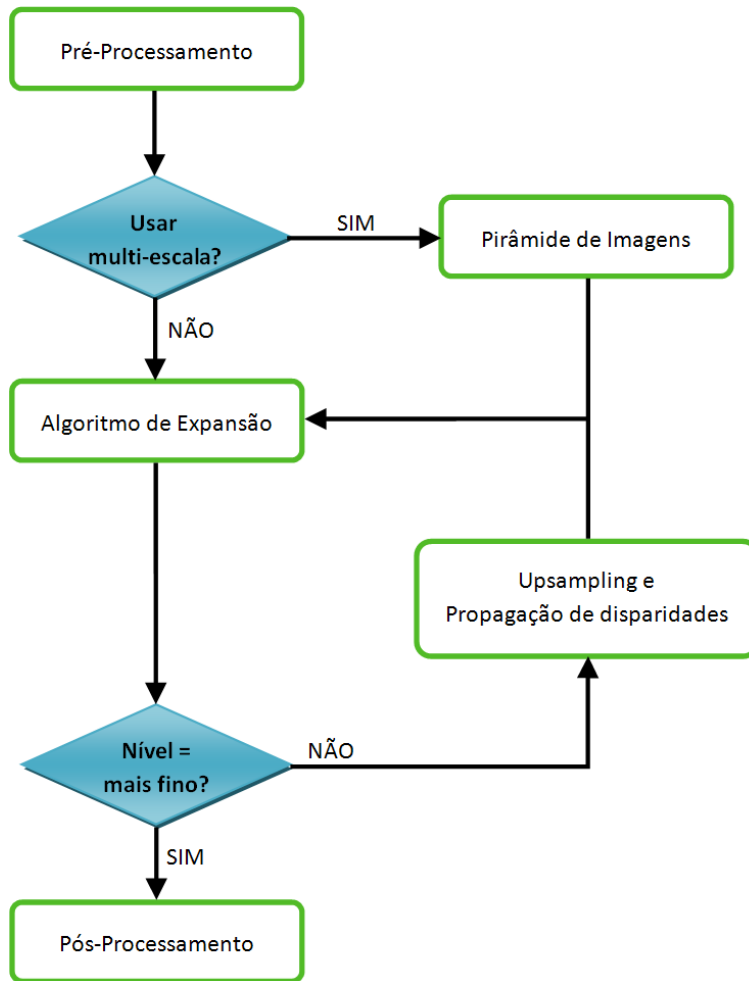 Pré-Processamento
Usar
multi-escala?
SIM
Pirâmide de Imagens
NÃO
Algoritmo de Expansão
Upsampling e
Propagação de disparidades
Nível =
mais fino?
NÃO
SIM
Pós-Processamento